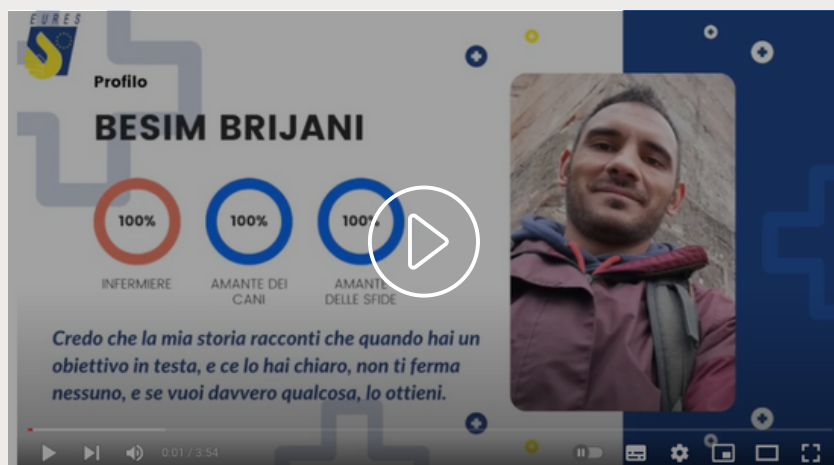 EURES
Profilo
BESIM BRIJANI
100%
100%
100%
INFERMIERE
AMANTE DEI
CANI
AMANTE
DELLE SFIDE
Credo che la mia storia racconti che quando hai un
obiettivo in testa, e ce lo hai chiaro, non ti ferma
nessuno, e se vuoi davvero qualcosa, lo ottieni.
0:01 / 3:54